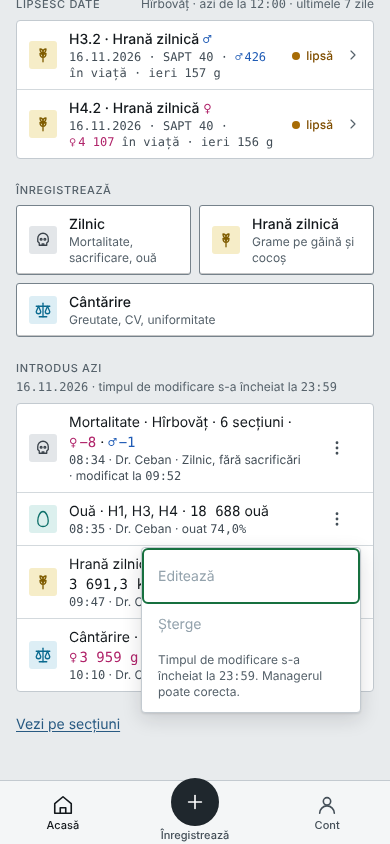 LIPSESC DATE
Hîrbovăț · azi de la 12:00 · ultimele 7 zile
H3.2 · Hrană zilnică ♂
16.11.2026 · SAPT 40 · ♂426
în viață · ieri 157 g
lipsă
H4.2 · Hrană zilnică ♀
16.11.2026 · SAPT 40 ·
♀4 107 în viață · ieri 156 g
lipsă
ÎNREGISTREAZĂ
Zilnic
Mortalitate,
sacrificare, ouă
Hrană zilnică
Grame pe găină și
cocoș
Cântărire
Greutate, CV, uniformitate
INTRODUS AZI
16.11.2026 · timpul de modificare s-a încheiat la 23:59
Mortalitate · Hîrbovăț · 6 secțiuni ·
♀−8 · ♂−1
08:34 · Dr. Ceban · Zilnic, fără sacrificări
· modificat la 09:52
Ouă · H1, H3, H4 · 18 688 ouă
08:35 · Dr. Ceban · ouat 74,0%
Hrană zilni
3 691,3 k
09:47 · Dr. C
Cântărire ·
♀3 959 g
10:10 · Dr. C
Editează
Șterge
Timpul de modificare s-a
încheiat la 23:59. Managerul
poate corecta.
Vezi pe secțiuni
Acasă
Înregistrează
Cont